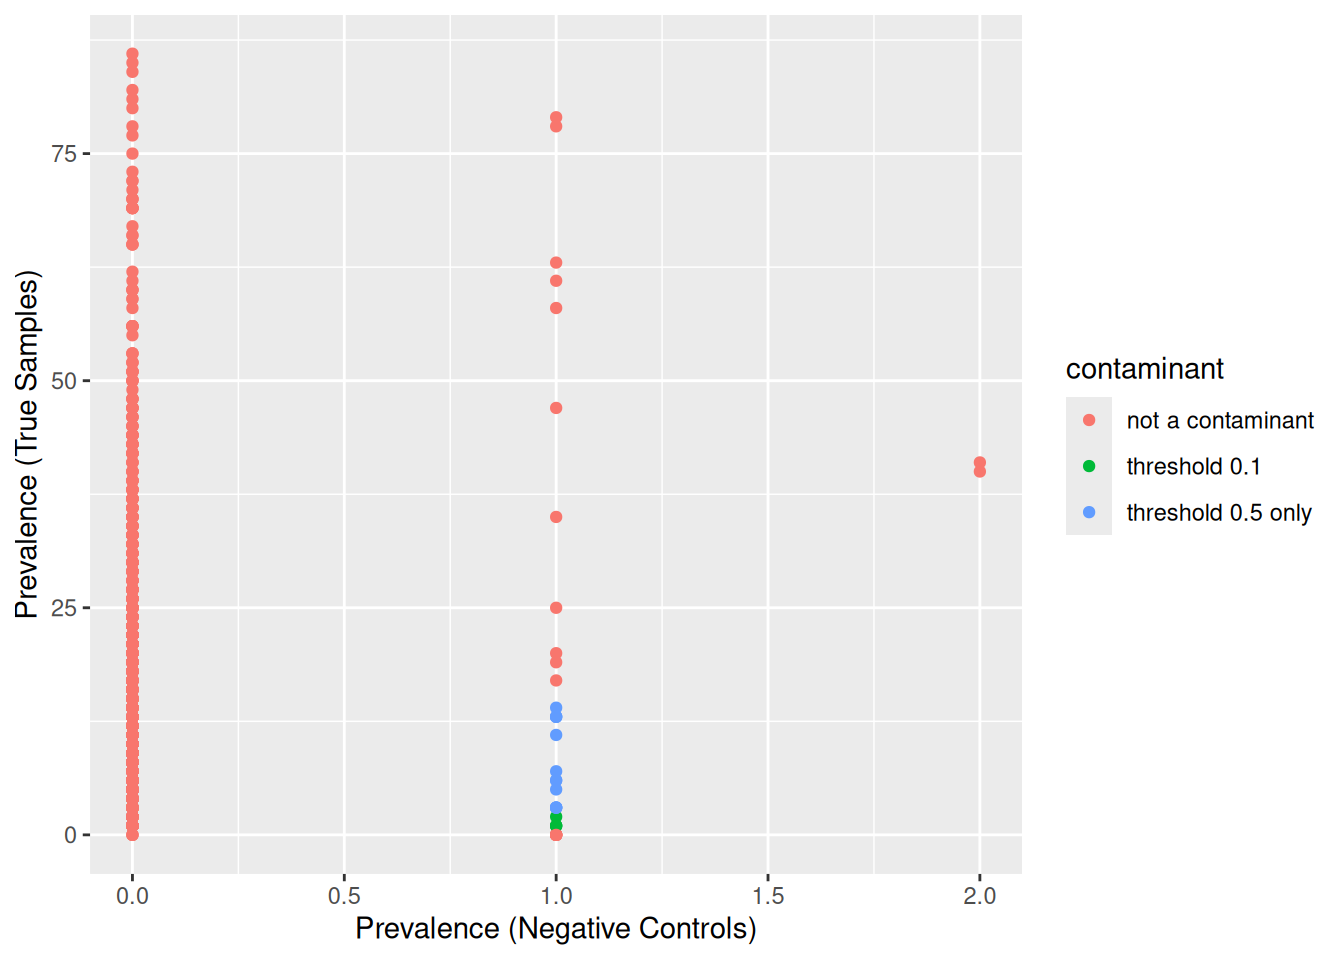 75
50
25
0
0.0 0.5 1.0 1.5 2.0
Prevalence (Negative Controls)
Prevalence (True Samples)
contaminant
not a contaminant
threshold 0.1
threshold 0.5 only